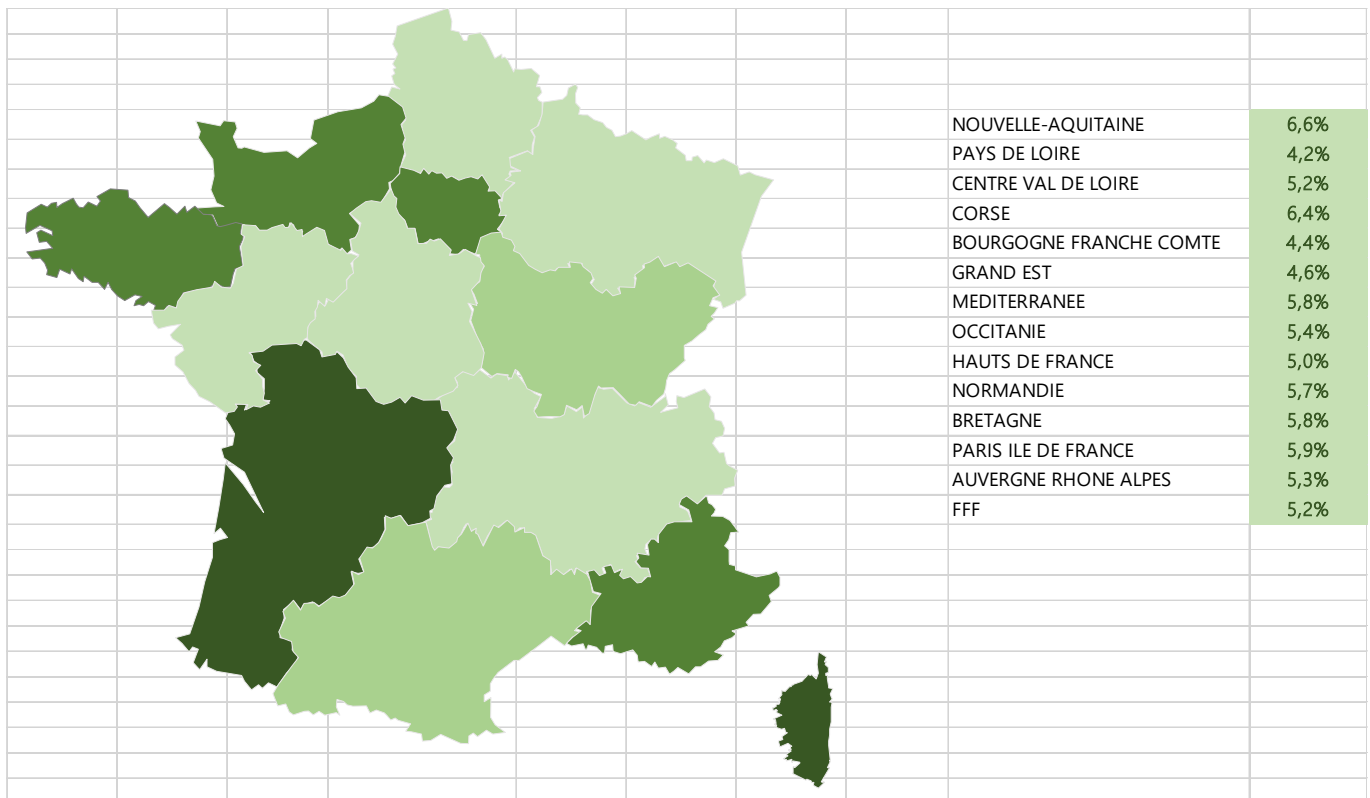 NOUVELLE-AQUITAINE 6,6%
PAYS DE LOIRE 4,2%
CENTRE VAL DE LOIRE 5,2%
CORSE 6,4%
BOURGOGNE FRANCHE COMTE 4,4%
GRAND EST 4,6%
MEDITERRANEE 5,8%
OCCITANIE 5,4%
HAUTS DE FRANCE 5,0%
NORMANDIE 5,7%
BRETAGNE 5,8%
PARIS ILE DE FRANCE 5,9%
AUVERGNE RHONE ALPES 5,3%
FFF 5,2%